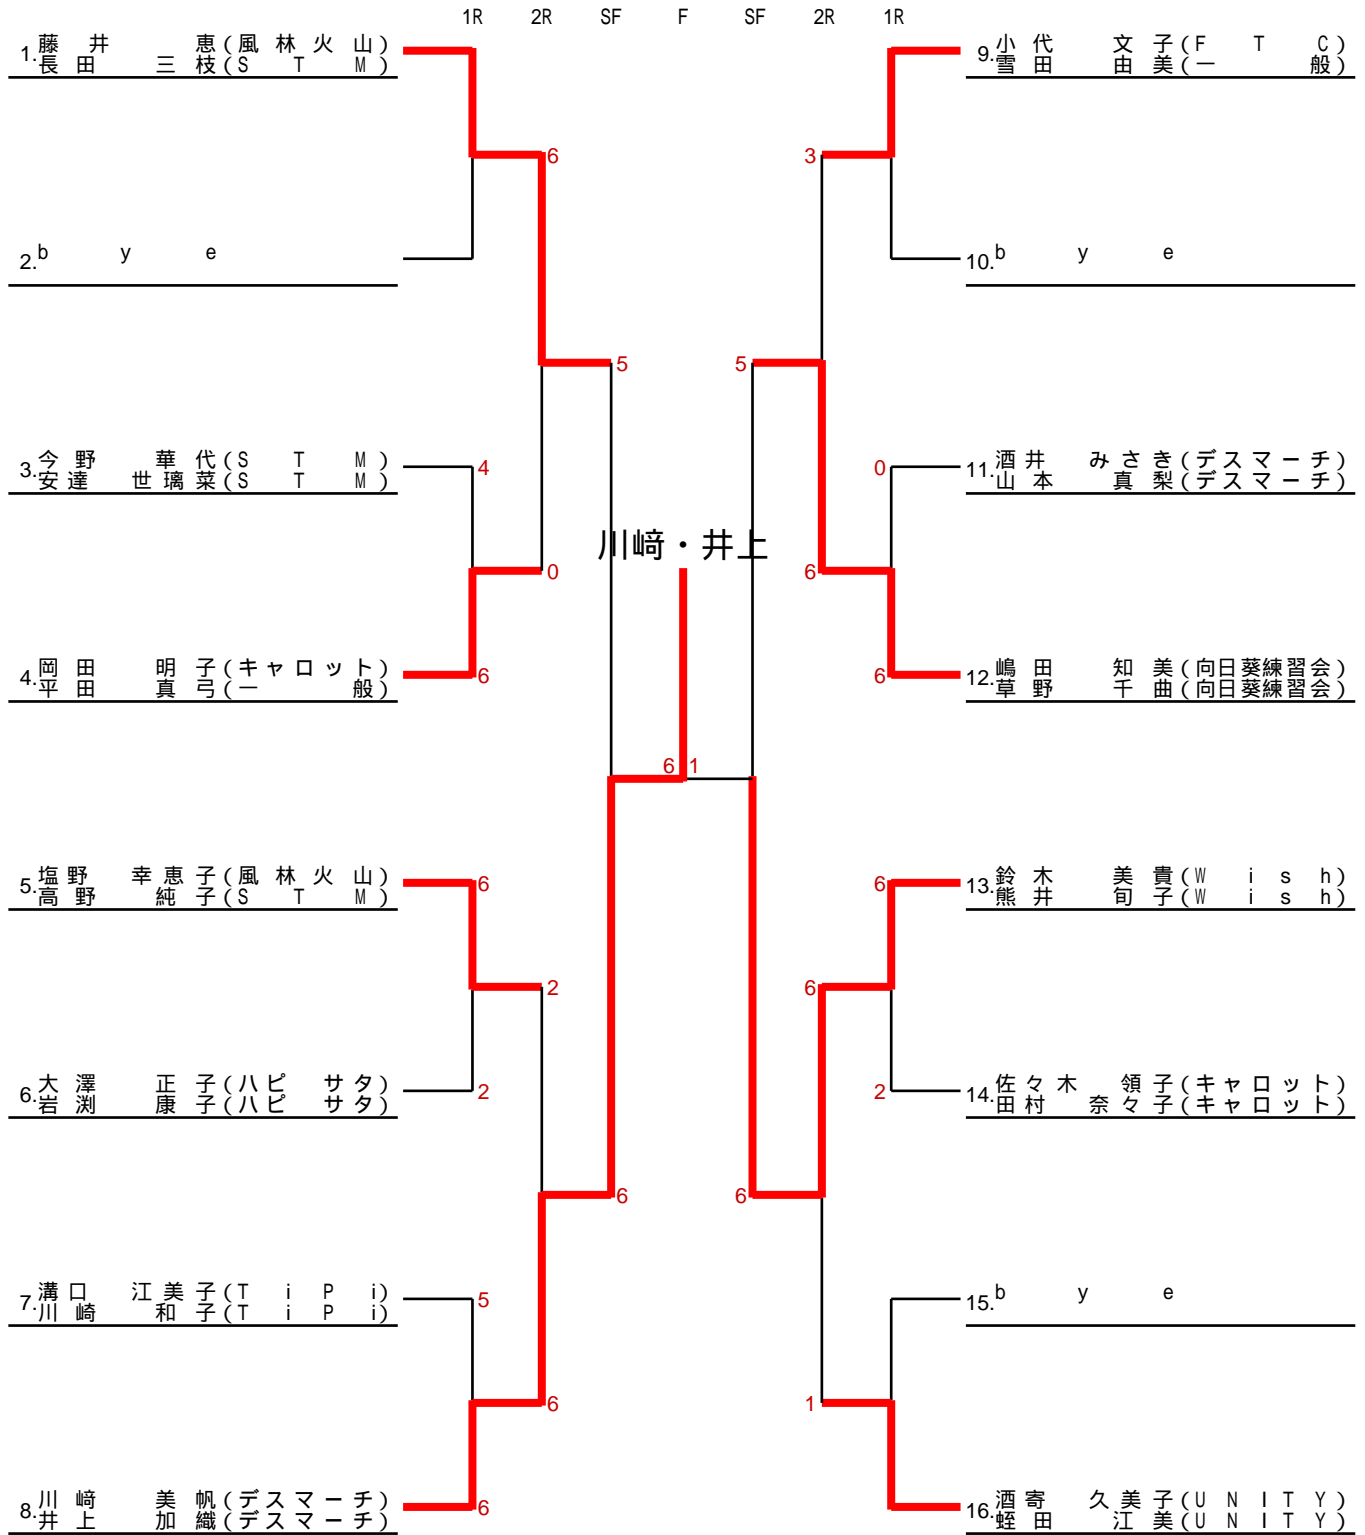 1R 2R SF F SF 2R 1R
1. 藤井 恵(風林火山)
長田 三枝(STM)
6
2. bye
5
3. 今野 華代(STM)
安達 世璃菜(STM)
4
0
4. 岡田 明子(キャロット)
平田 真弓(一般)
6
川﨑・井上
6 1
5. 塩野 幸恵子(風林火山)
高野 純子(STM)
6
2
6. 大澤 正子(ハピサタ)
岩渕 康子(ハピサタ)
2
6
7. 溝口 江美子(TiPi)
川崎 和子(TiPi)
5
6
8. 川﨑 美帆(デスマーチ)
井上 加織(デスマーチ)
6
9. 小代 文子(FTC)
雪田 由美(一般)
3
10. bye
5
11. 酒井 みさき(デスマーチ)
山本 真梨(デスマーチ)
0
6
12. 嶋田 知美(向日葵練習会)
草野 千曲(向日葵練習会)
6
13. 鈴木 美貴(Wish)
熊井 旬子(Wish)
6
6
14. 佐々木 領子(キャロット)
田村 奈々子(キャロット)
2
6
15. bye
1
16. 酒寄 久美子(UNITY)
蛭田 江美(UNITY)